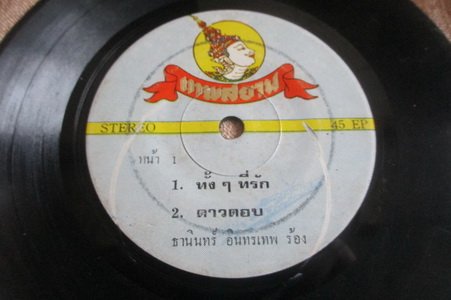 เทพสยาม
STEREO 45 EP
หน้า 1
1. ทั้ง ๆ ที่รัก
2. ดาวตอบ
ธานินทร์ อินทรเทพ ร้อง